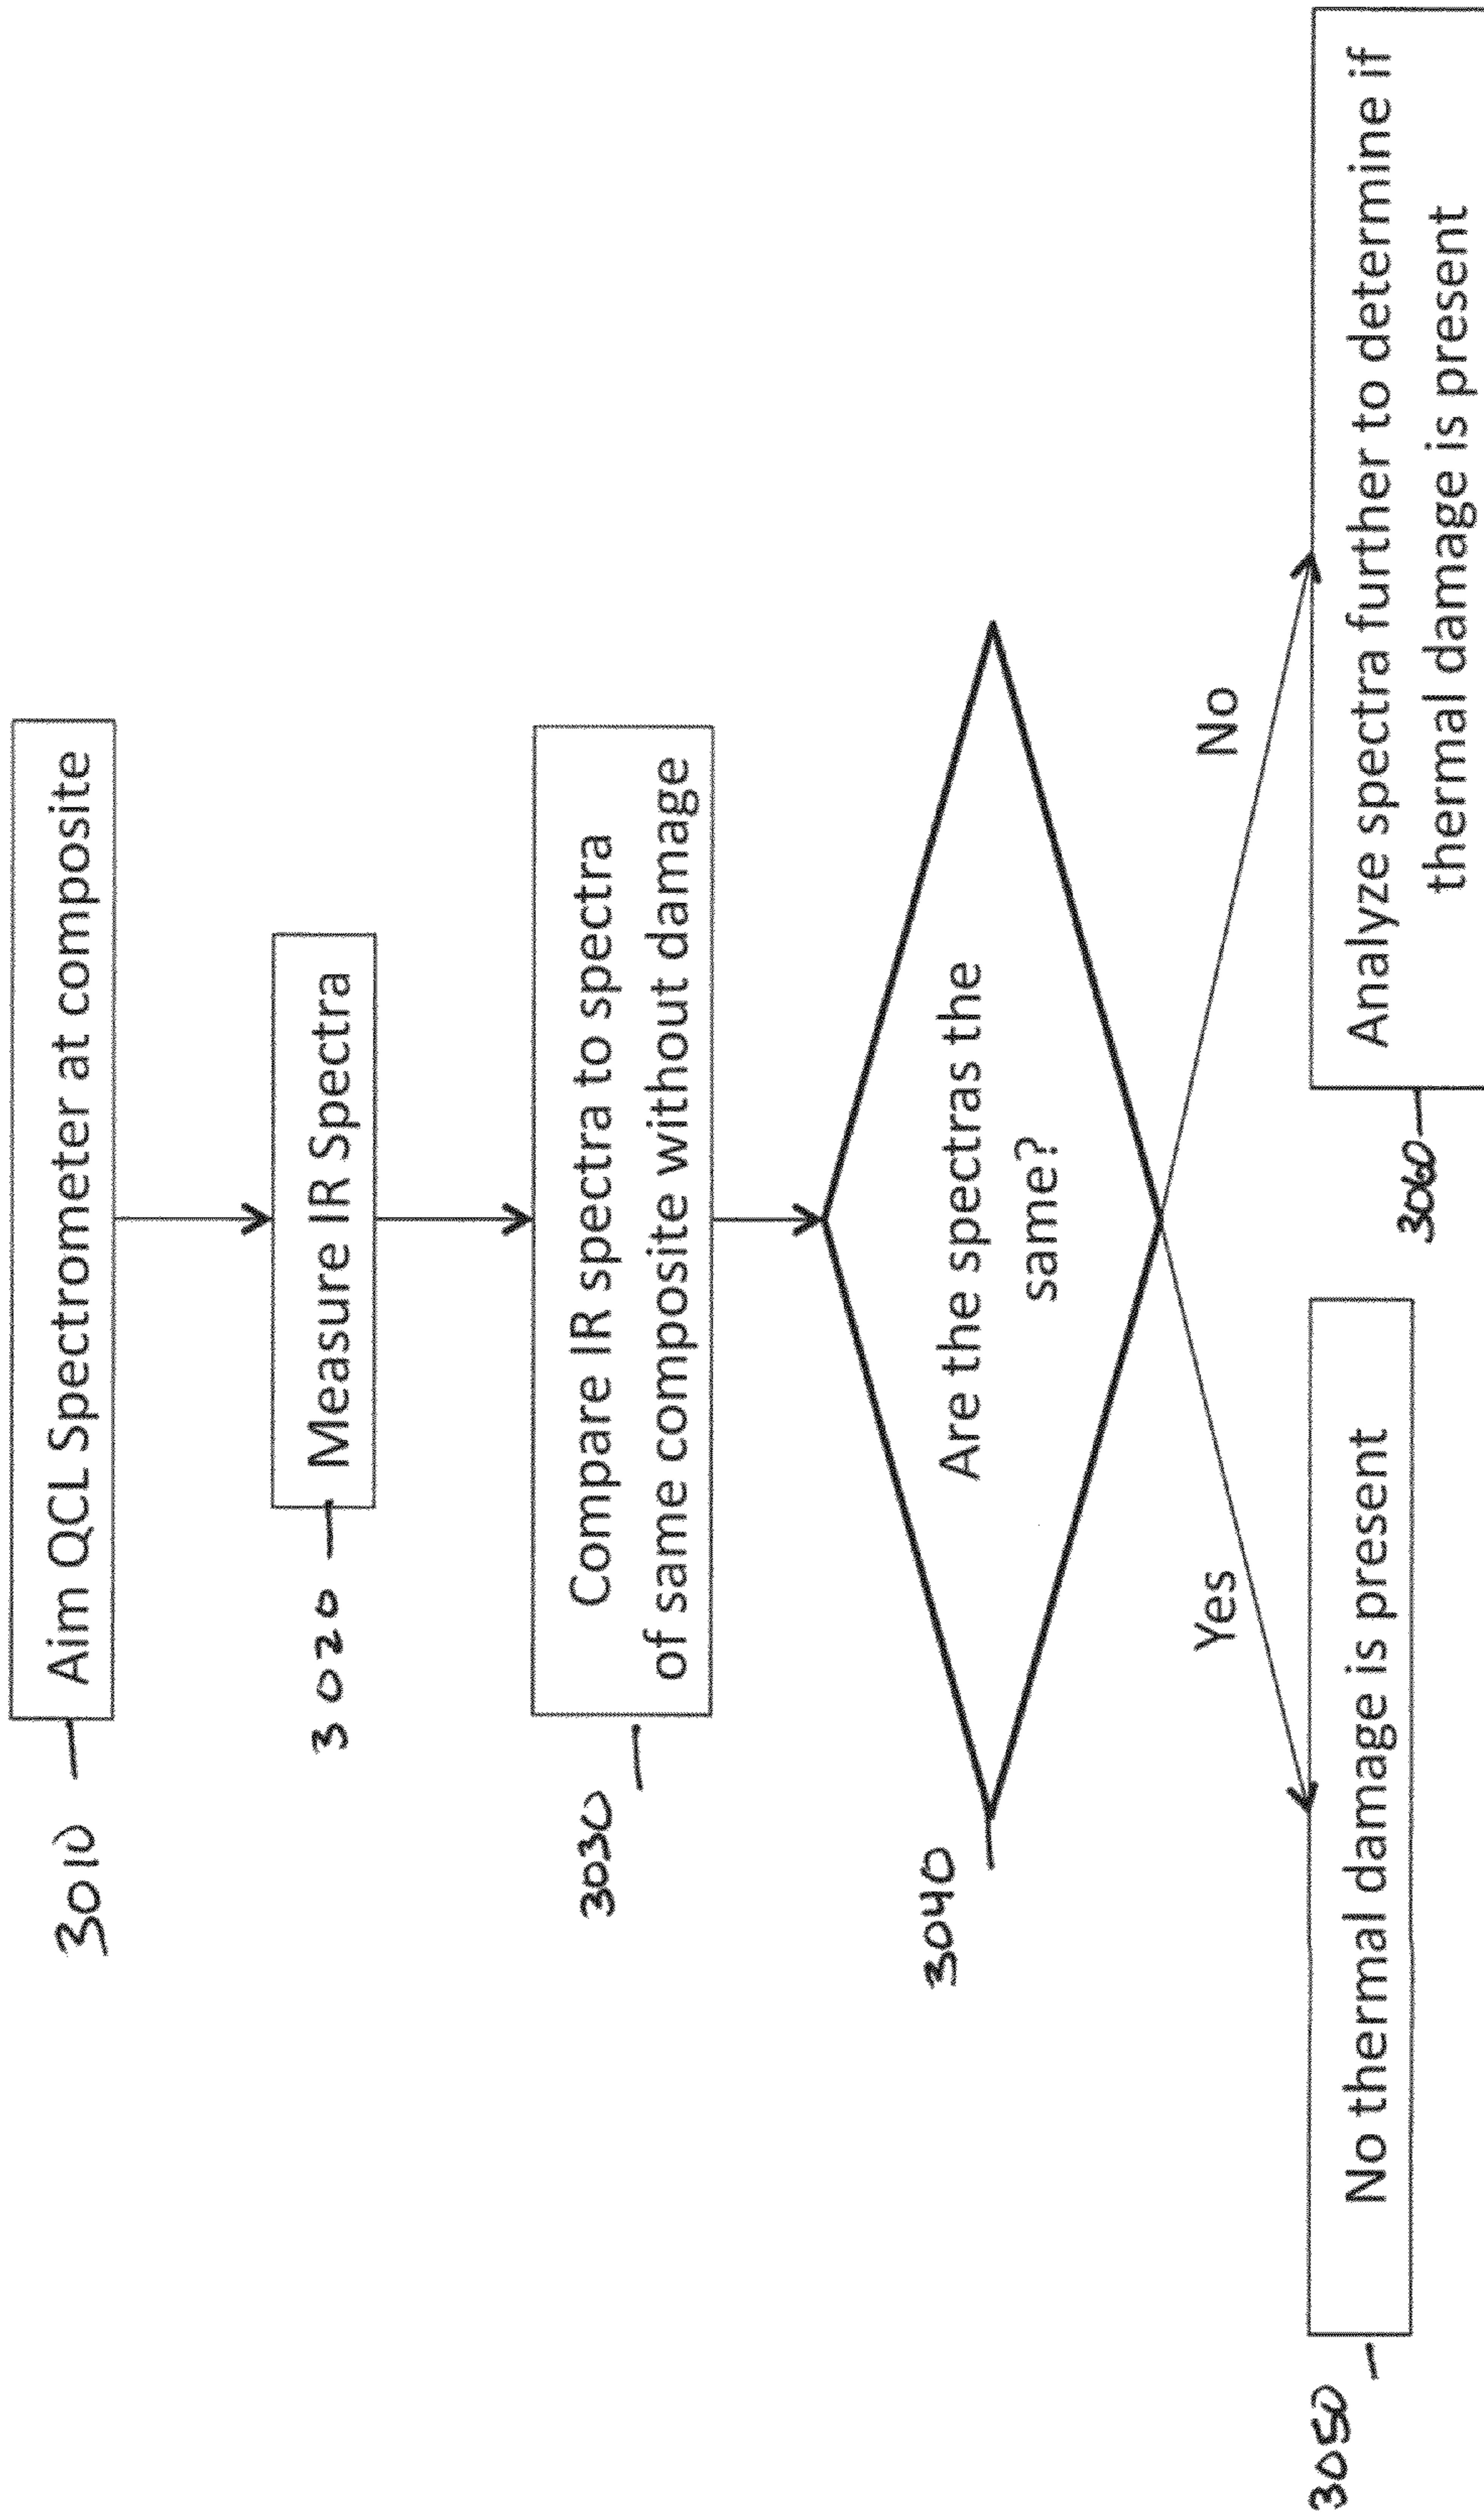 3010
Aim QCL Spectrometer at composite
3020
Measure IR Spectra
3030
Compare IR spectra to spectra
of same composite without damage
3040
Are the spectras the
same?
Yes
No
3050
No thermal damage is present
3060
Analyze spectra further to determine if
thermal damage is present